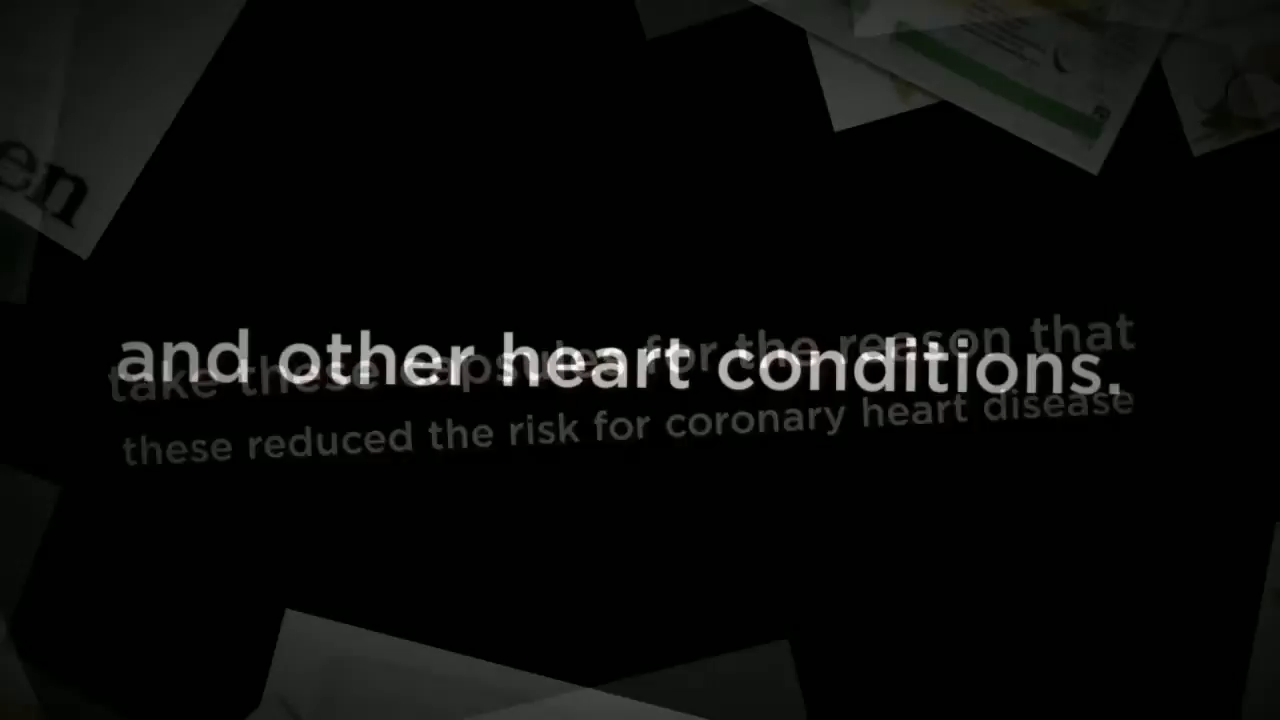 en
and other heart conditions.
take these capsules for the reason that
these reduced the risk for coronary heart disease